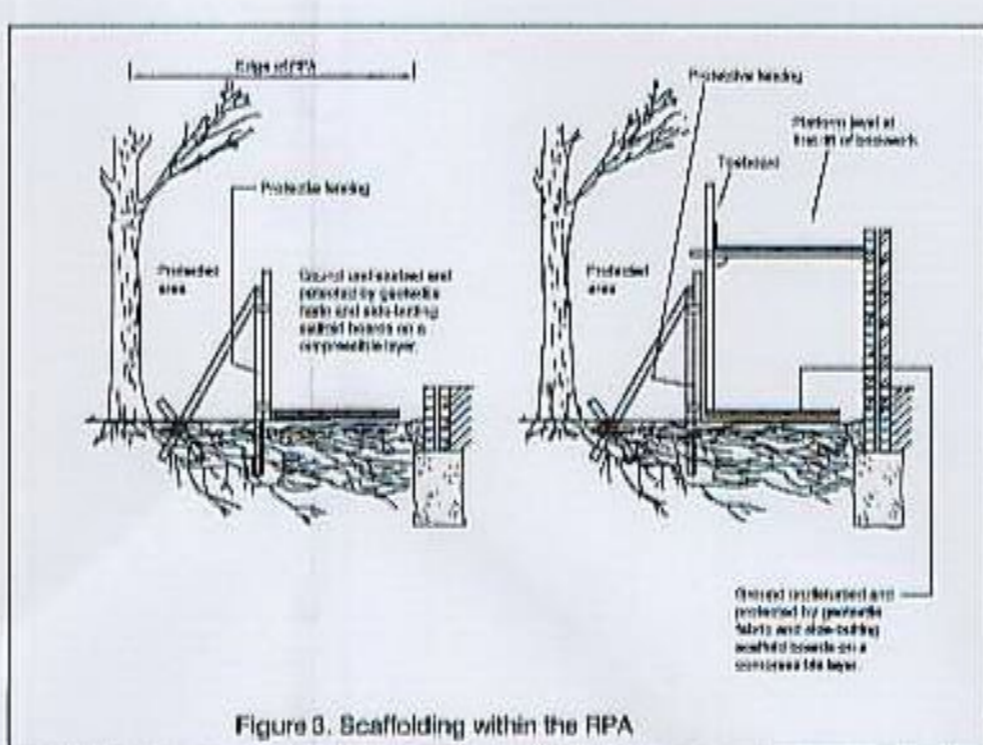 Edge of RPA
Protective fencing
Protected
area
Ground undisturbed and
protected by geotextile
fabric and side-butting
scaffold boards on a
compressible layer.
Protective fencing
Platform level at
first lift of brickwork
Toeboard
Protected
area
Ground undisturbed and
protected by geotextile
fabric and side-butting
scaffold boards on a
compressible layer.
Figure 3. Scaffolding within the RPA